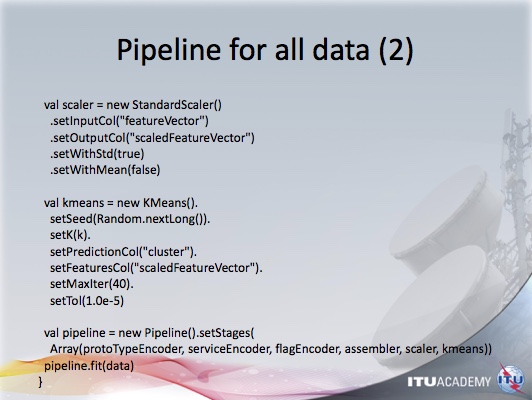 Pipeline for all data (2)
val scaler = new StandardScaler()
.setInputCol("featureVector")
.setOutputCol("scaledFeatureVector")
.setWithStd(true)
.setWithMean(false)
val kmeans = new KMeans().
setSeed(Random.nextLong()).
setK(k).
setPredictionCol("cluster").
setFeaturesCol("scaledFeatureVector").
setMaxIter(40).
setTol(1.0e-5)
val pipeline = new Pipeline().setStages(
Array(protoTypeEncoder, serviceEncoder, flagEncoder, assembler, scaler, kmeans))
pipeline.fit(data)
}
ITUACADEMY ITU